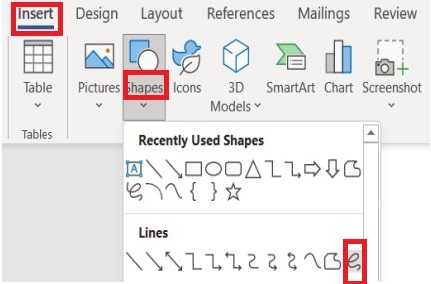 Insert Design Layout References Mailings Review
Table Pictures Shapes Icons 3D Models SmartArt Chart Screenshot
Tables
Recently Used Shapes
A
Lines